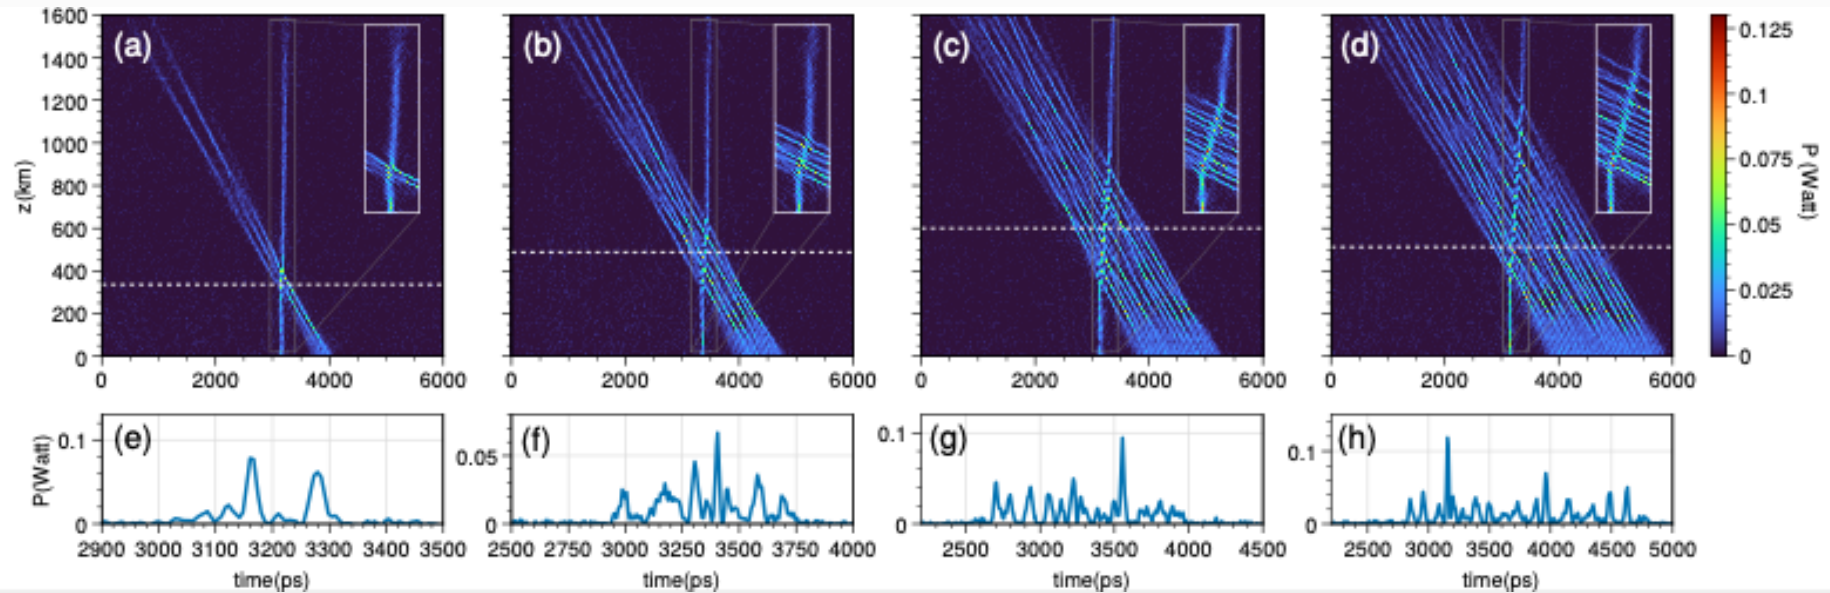 (a) (b) (c) (d)
1600 1400 1200 1000 800 600 400 200 0
z(km)
0 2000 4000 6000 0 2000 4000 6000 0 2000 4000 6000 0 2000 4000 6000
0.125 0.1 0.075 0.05 0.025 0
P (Watt)
(e) (f) (g) (h)
P(Watt)
0.1 0 0.05 0 0.1 0 0.1 0
2900 3000 3100 3200 3300 3400 3500 2500 2750 3000 3250 3500 3750 4000 2500 3000 3500 4000 4500 2500 3000 3500 4000 4500 5000
time(ps) time(ps) time(ps) time(ps)